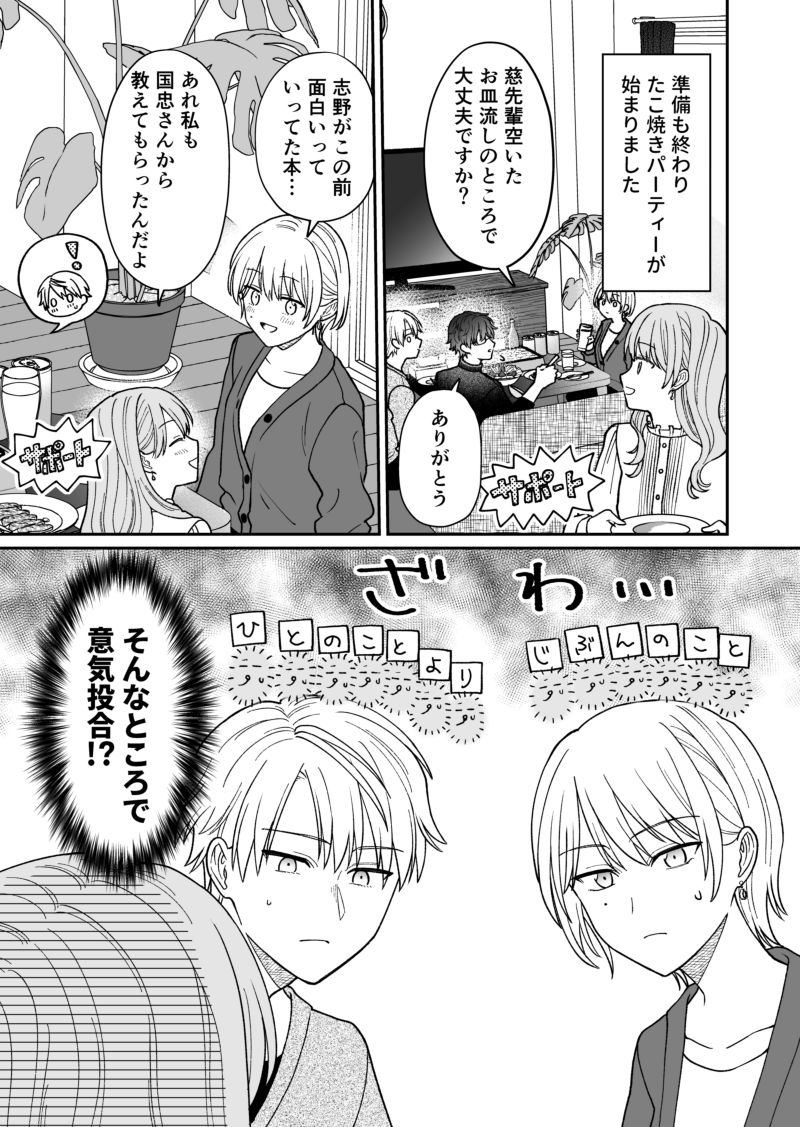 準備も終わり
たこ焼きパーティーが
始まりました
慈先輩空いた
お皿流しのところで
大丈夫ですか？
ありがとう
サポート
志野がこの前
面白いって
いってた本…
あれ私も
国忠さんから
教えてもらったんだよ
！
サポート
ざわ…
じぶんのこと
ひとのことより
そんなところで
意気投合!?